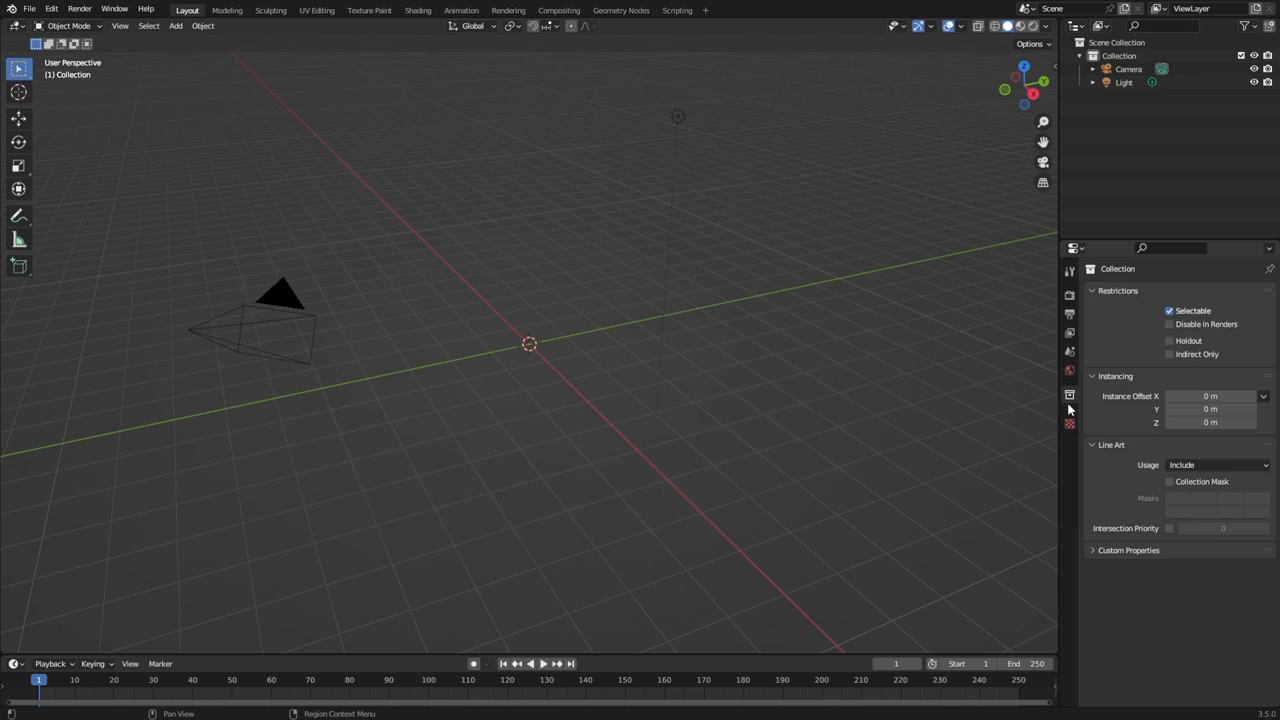 File Edit Render Window Help Layout Modeling Sculpting UV Editing Texture Paint Shading Animation Rendering Compositing Geometry Nodes Scripting + Scene ViewLayer
Object Mode View Select Add Object Global
Options
User Perspective
(1) Collection
Z
Y
X
Scene Collection
Collection
Camera
Light
Collection
Restrictions
Selectable
Disable in Renders
Holdout
Indirect Only
Instancing
Instance Offset X 0 m
Y 0 m
Z 0 m
Line Art
Usage Include
Collection Mask
Masks
Intersection Priority 0
Custom Properties
Playback Keying View Marker 1 Start 1 End 250
1 10 20 30 40 50 60 70 80 90 100 110 120 130 140 150 160 170 180 190 200 210 220 230 240 250
Pan View Region Context Menu 3.5.0